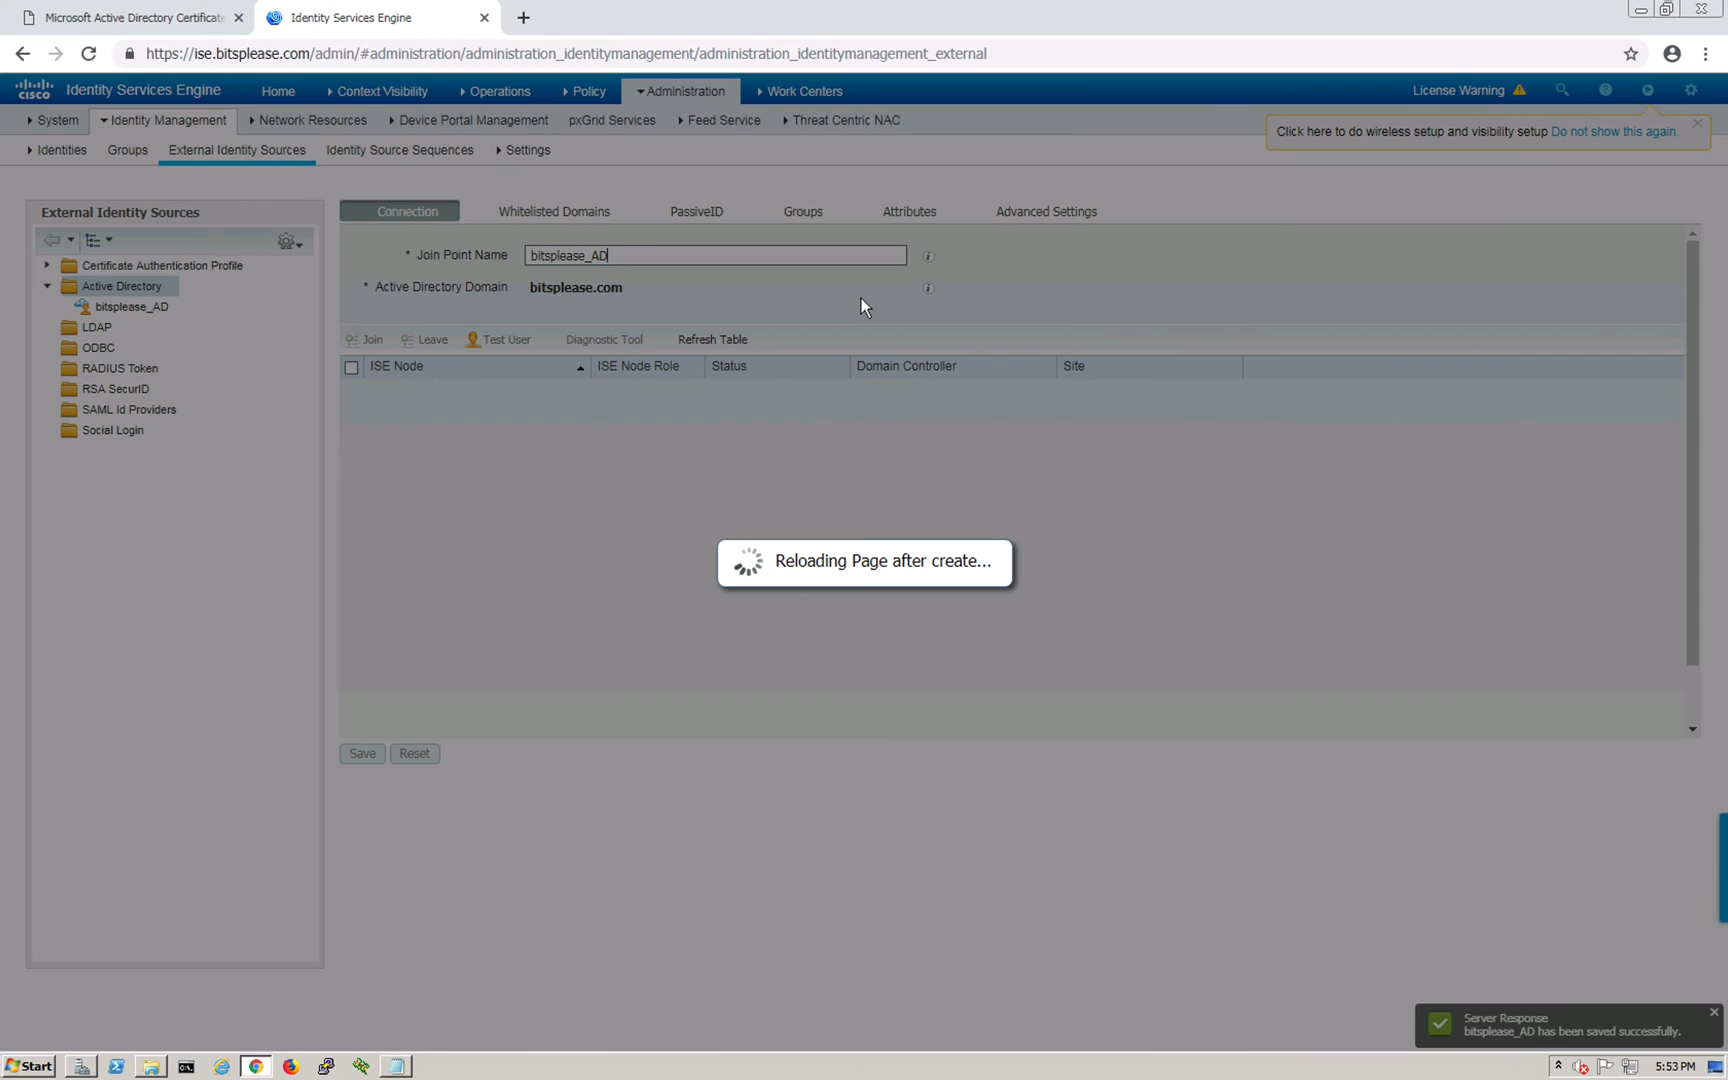 Microsoft Active Directory Certificate
Identity Services Engine
https://ise.bitsplease.com/admin/#administration/administration_identitymanagement/administration_identitymanagement_external
CISCO
Identity Services Engine
Home
Context Visibility
Operations
Policy
Administration
Work Centers
License Warning
System
Identity Management
Network Resources
Device Portal Management
pxGrid Services
Feed Service
Threat Centric NAC
Click here to do wireless setup and visibility setup Do not show this again.
Identities
Groups
External Identity Sources
Identity Source Sequences
Settings
External Identity Sources
Certificate Authentication Profile
Active Directory
bitsplease_AD
LDAP
ODBC
RADIUS Token
RSA SecurID
SAML Id Providers
Social Login
Connection
Whitelisted Domains
PassiveID
Groups
Attributes
Advanced Settings
* Join Point Name
bitsplease_AD
* Active Directory Domain
bitsplease.com
Join
Leave
Test User
Diagnostic Tool
Refresh Table
ISE Node
ISE Node Role
Status
Domain Controller
Site
Reloading Page after create...
Save
Reset
Server Response
bitsplease_AD has been saved successfully.
Start
5:53 PM